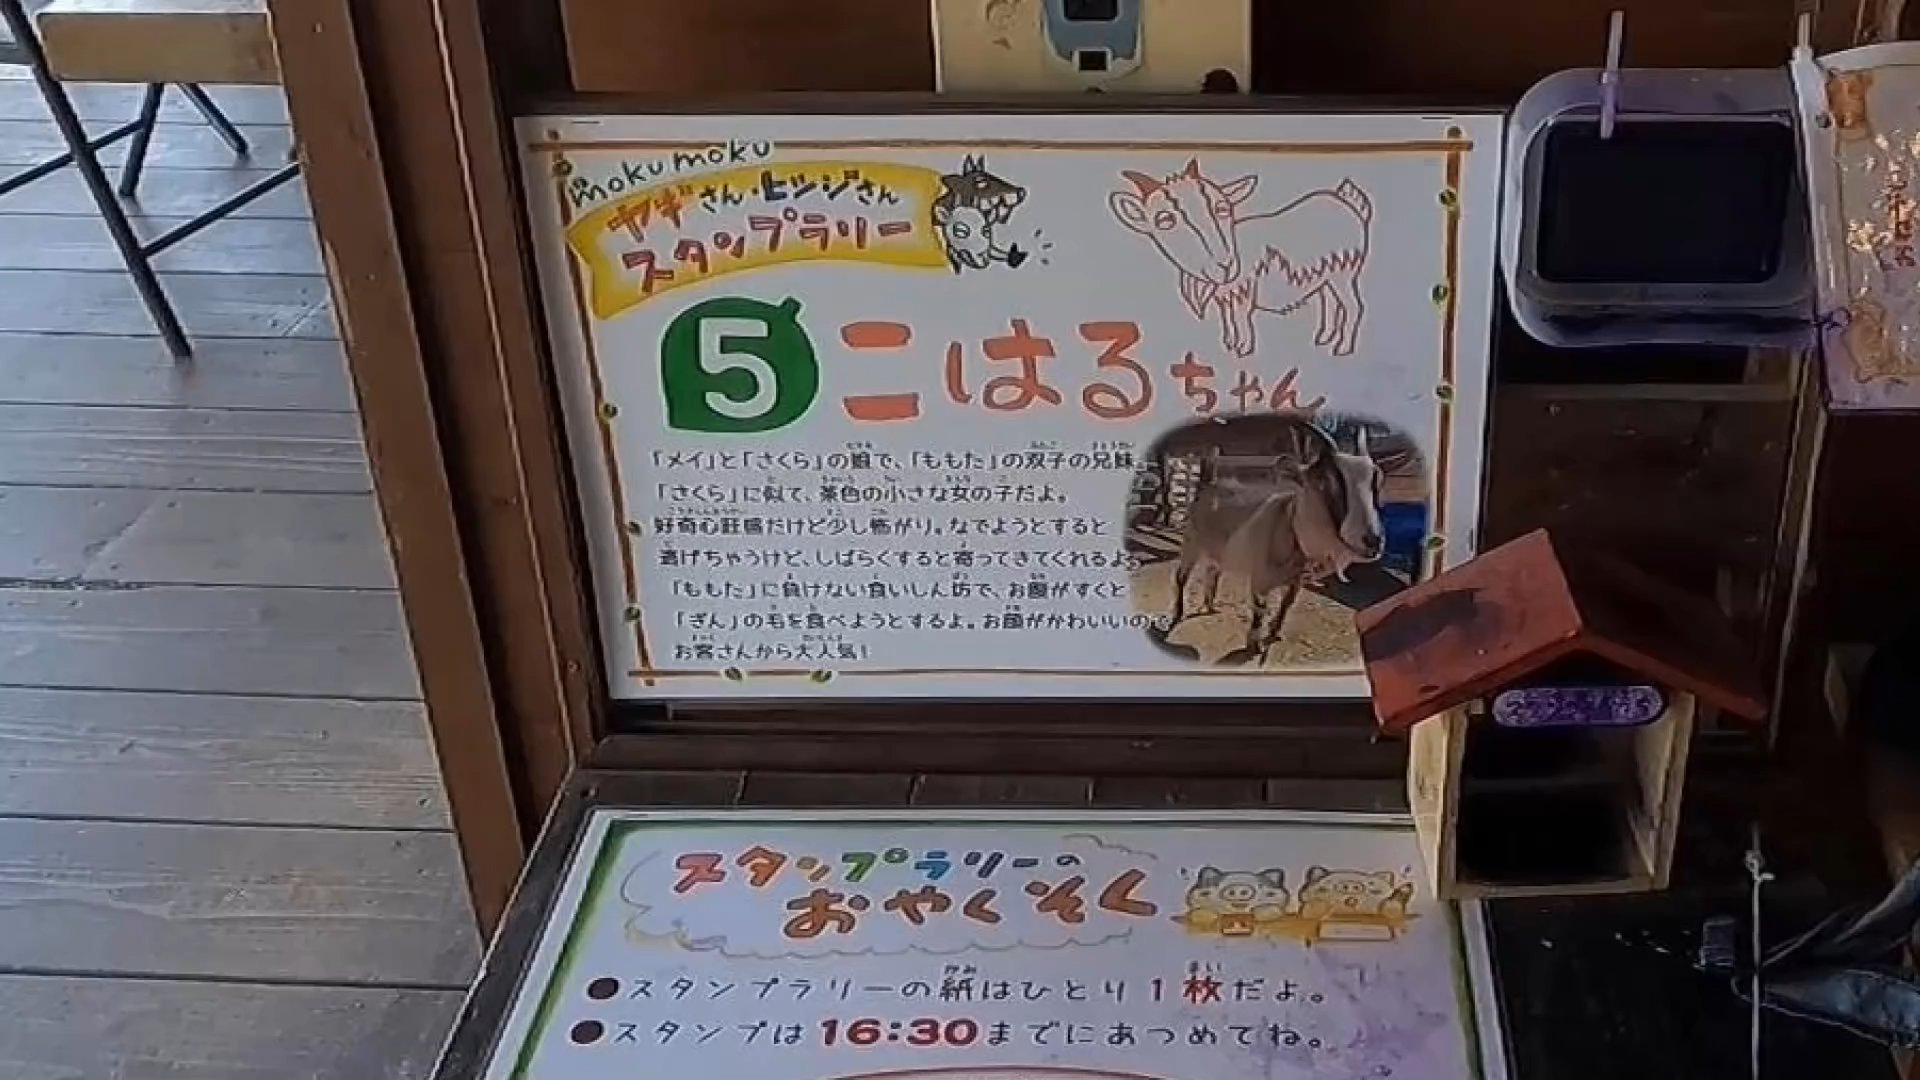 mokumoku
ヤギさん・ヒツジさん
スタンプラリー
5 こはるちゃん
「メイ」と「さくら」の娘で、「ももた」の双子の兄妹。
「さくら」に似て、茶色の小さな女の子だよ。
好奇心旺盛だけど少し怖がり。なでようとすると
逃げちゃうけど、しばらくすると寄ってきてくれるよ。
「ももた」に負けない食いしん坊で、お腹がすくと
「ぎん」の毛を食べようとするよ。お顔がかわいいので
お客さんから大人気！
スタンプラリーの
おやくそく
●スタンプラリーの紙はひとり1枚だよ。
●スタンプは16:30までにあつめてね。